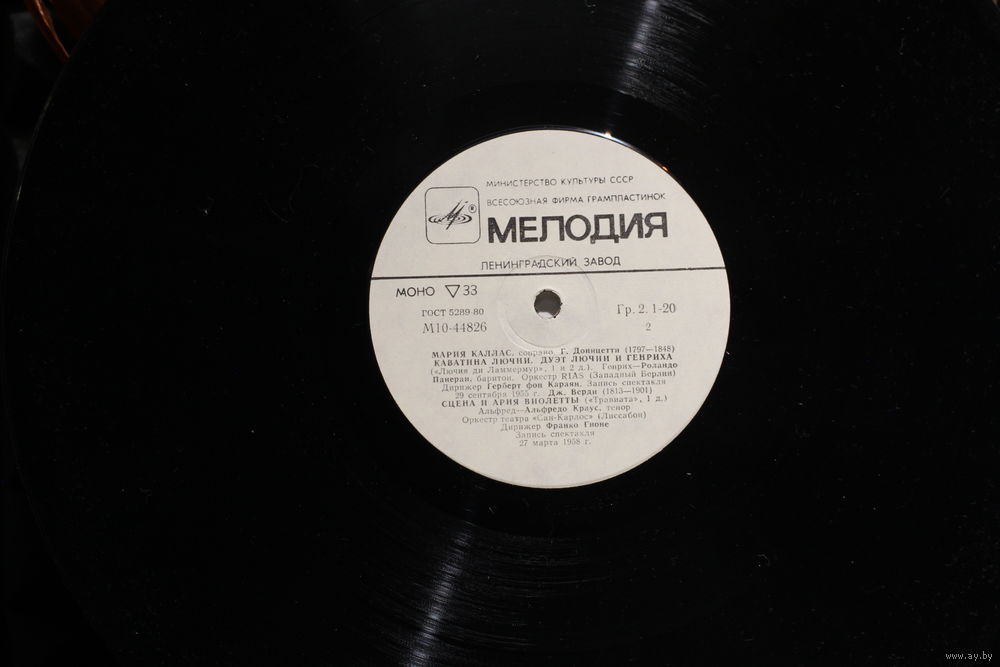 МИНИСТЕРСТВО КУЛЬТУРЫ СССР
ВСЕСОЮЗНАЯ ФИРМА ГРАМПЛАСТИНОК
МЕЛОДИЯ
ЛЕНИНГРАДСКИЙ ЗАВОД
МОНО ▽ 33
ГОСТ 5289-80
М10-44826
Гр. 2. 1-20
2
МАРИЯ КАЛЛАС, сопрано. Г. Доницетти (1797—1848)
КАВАТИНА ЛЮЧИИ. ДУЭТ ЛЮЧИИ И ГЕНРИХА
(«Лючия ди Ламмермур», 1 и 2 д.). Генрих—Роландо
Панераи, баритон. Оркестр RIAS (Западный Берлин)
Дирижер Герберт фон Караян. Запись спектакля
29 сентября 1955 г. Дж. Верди (1813—1901)
СЦЕНА И АРИЯ ВИОЛЕТТЫ («Травиата», 1 д.)
Альфред—Альфредо Краус, тенор
Оркестр театра «Сан-Карлос» (Лиссабон)
Дирижер Франко Гионе
Запись спектакля
27 марта 1958 г.
www.ay.by